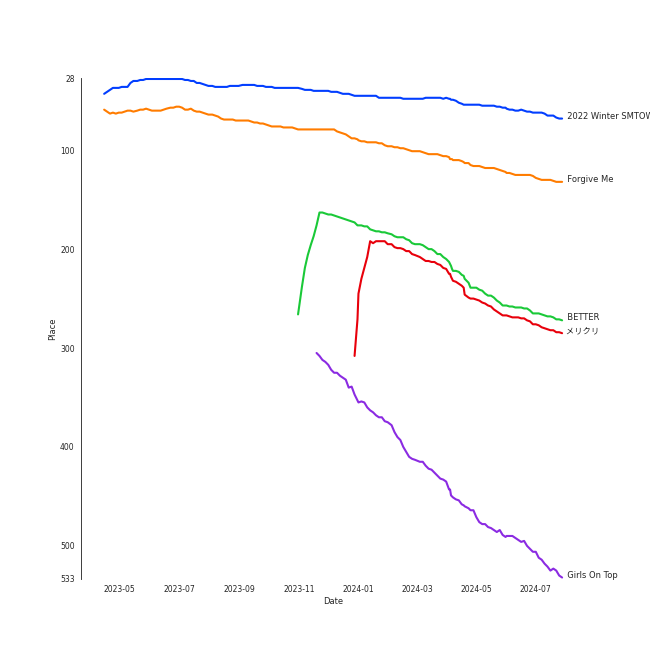 28
2022 Winter SMTOW
100
Forgive Me
200
Place
BETTER
メリクリ
300
400
500
Girls On Top
533
2023-05 2023-07 2023-09 2023-11 2024-01 2024-03 2024-05 2024-07
Date